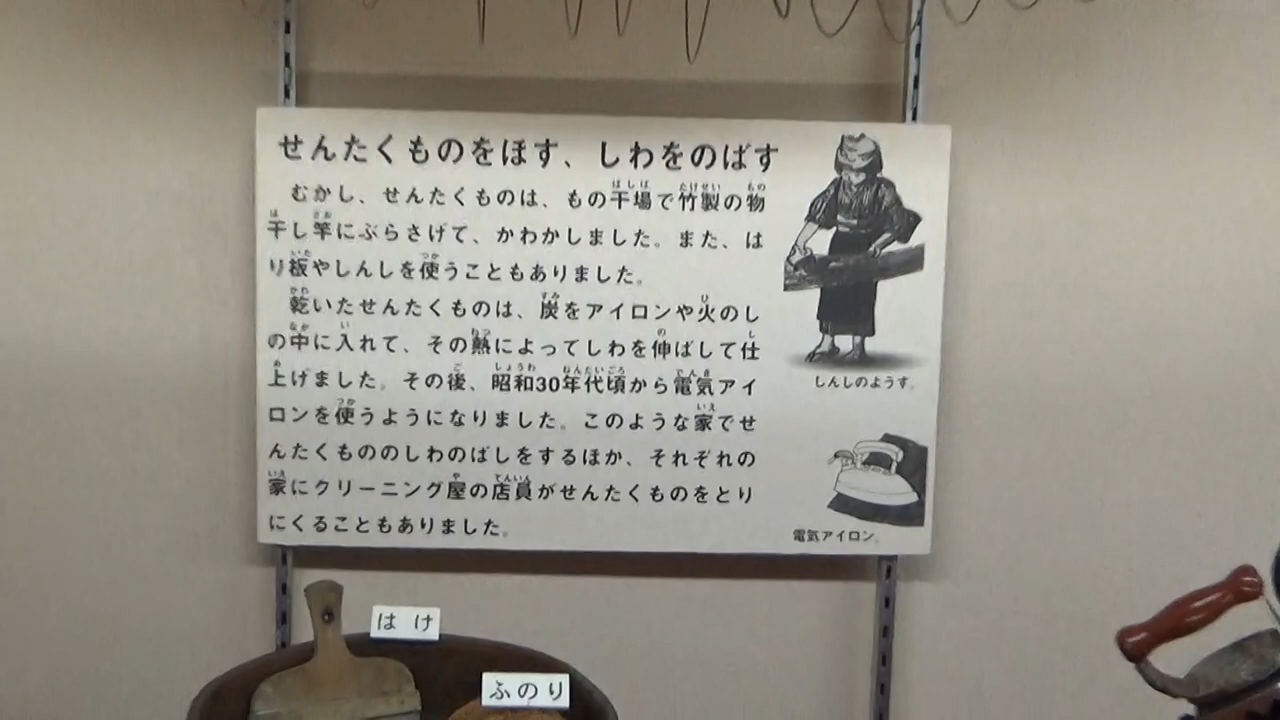 せんたくものをほす、しわをのばす
むかし、せんたくものは、もの干場で竹製の物
干し竿にぶらさげて、かわかしました。また、は
り板やしんしを使うこともありました。
乾いたせんたくものは、炭をアイロンや火のし
の中に入れて、その熱によってしわを伸ばして仕
上げました。その後、昭和30年代頃から電気アイ
ロンを使うようになりました。このような家でせ
んたくもののしわのばしをするほか、それぞれの
家にクリーニング屋の店員がせんたくものをとり
にくることもありました。
しんしのようす。
電気アイロン。
はけ
ふのり